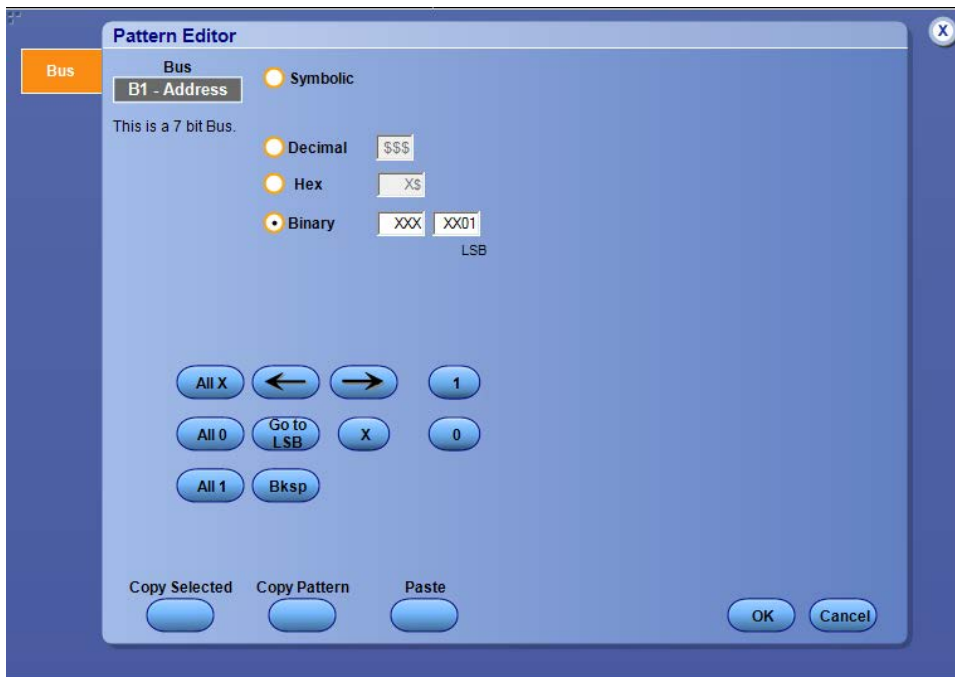 Pattern Editor
X
Bus
Bus
B1 - Address
This is a 7 bit Bus.
Symbolic
Decimal $$$
Hex X$
Binary XXX XX01
LSB
All X
1
All 0 Go to LSB X 0
All 1 Bksp
Copy Selected Copy Pattern Paste
OK Cancel